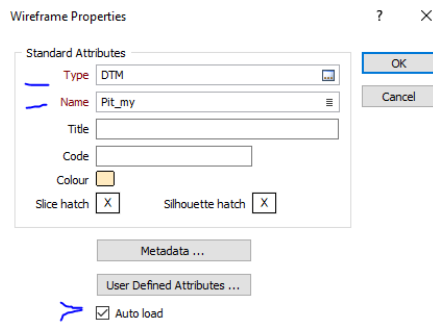 Wireframe Properties ? X
Standard Attributes
Type DTM
Name Pit_my
Title
Code
Colour
Slice hatch X Silhouette hatch X
Metadata ...
User Defined Attributes ...
Auto load
OK
Cancel